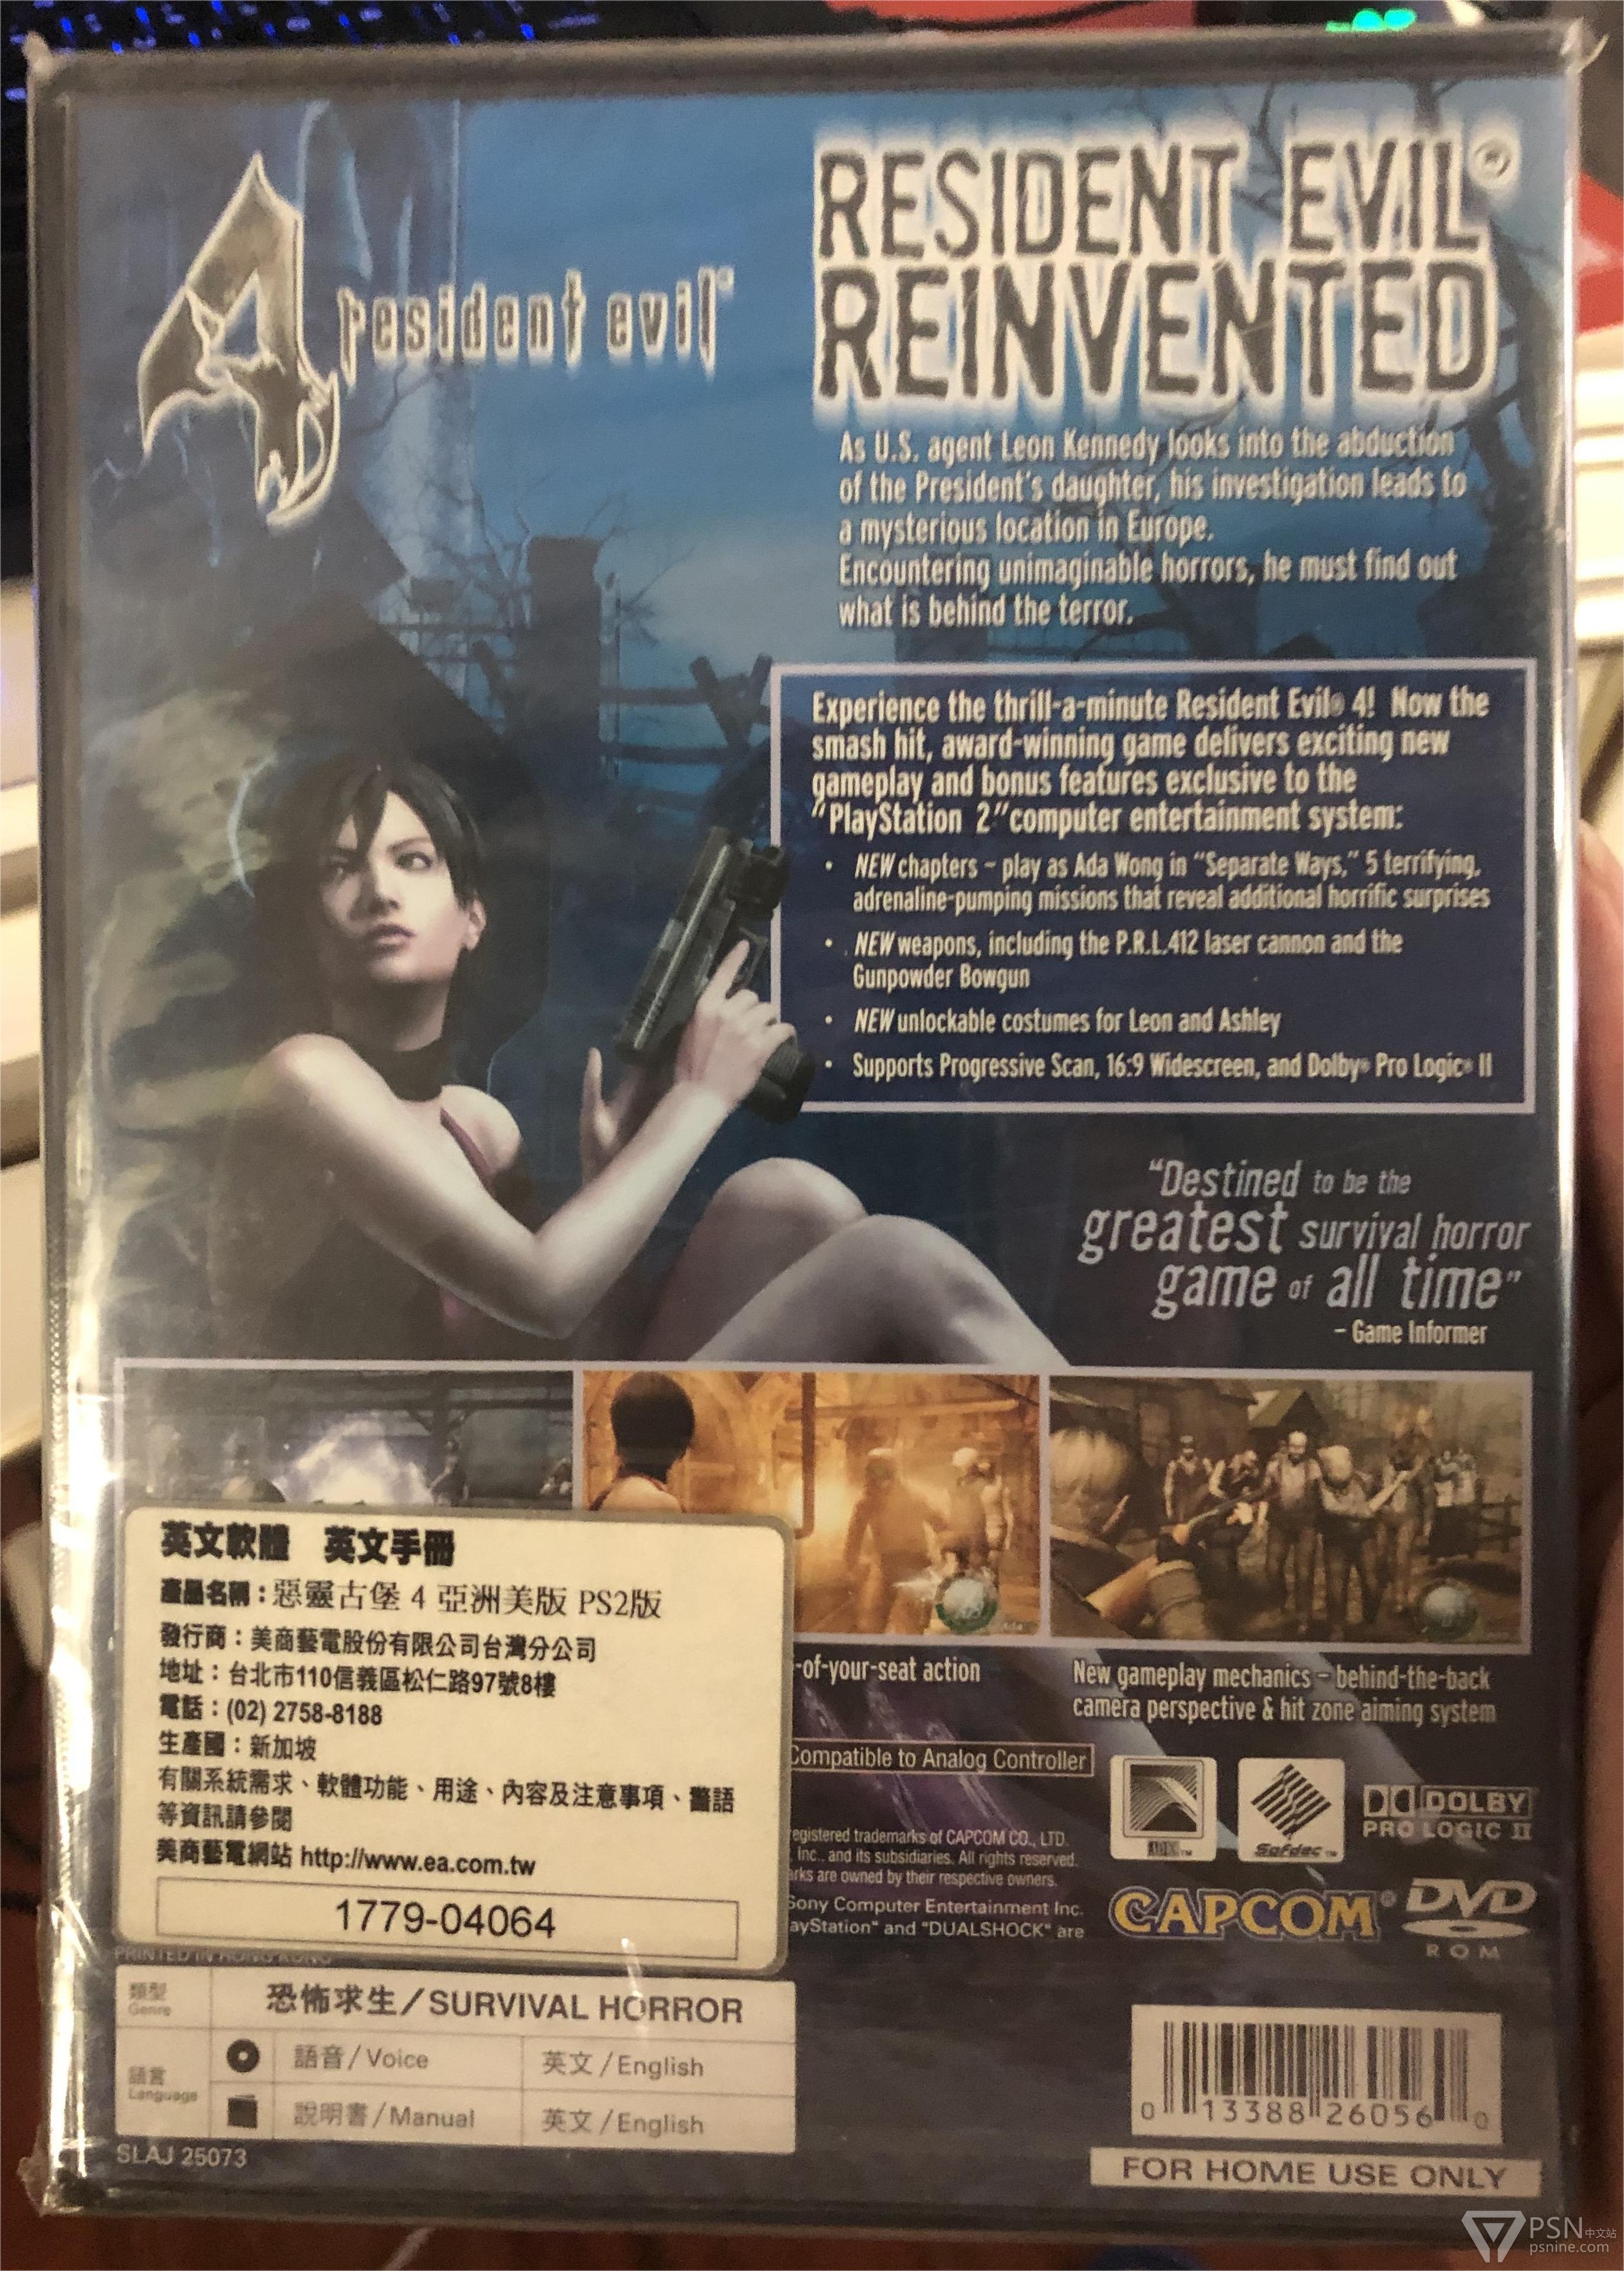 4 resident evil
RESIDENT EVIL®
REINVENTED
As U.S. agent Leon Kennedy looks into the abduction
of the President's daughter, his investigation leads to
a mysterious location in Europe.
Encountering unimaginable horrors, he must find out
what is behind the terror.
Experience the thrill-a-minute Resident Evil® 4! Now the
smash hit, award-winning game delivers exciting new
gameplay and bonus features exclusive to the
"PlayStation 2"computer entertainment system:
• NEW chapters – play as Ada Wong in "Separate Ways," 5 terrifying,
adrenaline-pumping missions that reveal additional horrific surprises
• NEW weapons, including the P.R.L.412 laser cannon and the
Gunpowder Bowgun
• NEW unlockable costumes for Leon and Ashley
• Supports Progressive Scan, 16:9 Widescreen, and Dolby® Pro Logic® II
"Destined to be the
greatest survival horror
game of all time"
– Game Informer
英文軟體 英文手冊
產品名稱：惡靈古堡 4 亞洲美版 PS2版
發行商：美商藝電股份有限公司台灣分公司
地址：台北市110信義區松仁路97號8樓
電話：(02) 2758-8188
生產國：新加坡
有關系統需求、軟體功能、用途、內容及注意事項、警語
等資訊請參閱
美商藝電網站 http://www.ea.com.tw
1779-04064
-of-your-seat action
New gameplay mechanics – behind-the-back
camera perspective & hit zone aiming system
Compatible to Analog Controller
egistered trademarks of CAPCOM CO., LTD.
Inc., and its subsidiaries. All rights reserved.
arks are owned by their respective owners.
Sony Computer Entertainment Inc.
ayStation" and "DUALSHOCK" are
ADX™
Sofdec™
DOLBY
PRO LOGIC II
CAPCOM®
DVD
ROM
PRINTED IN HONG KONG
類型
Genre
恐怖求生/SURVIVAL HORROR
語言
Language
語音/Voice
英文/English
說明書/Manual
英文/English
SLAJ 25073
0 13388 26056 0
FOR HOME USE ONLY
PSN中文站
psnine.com